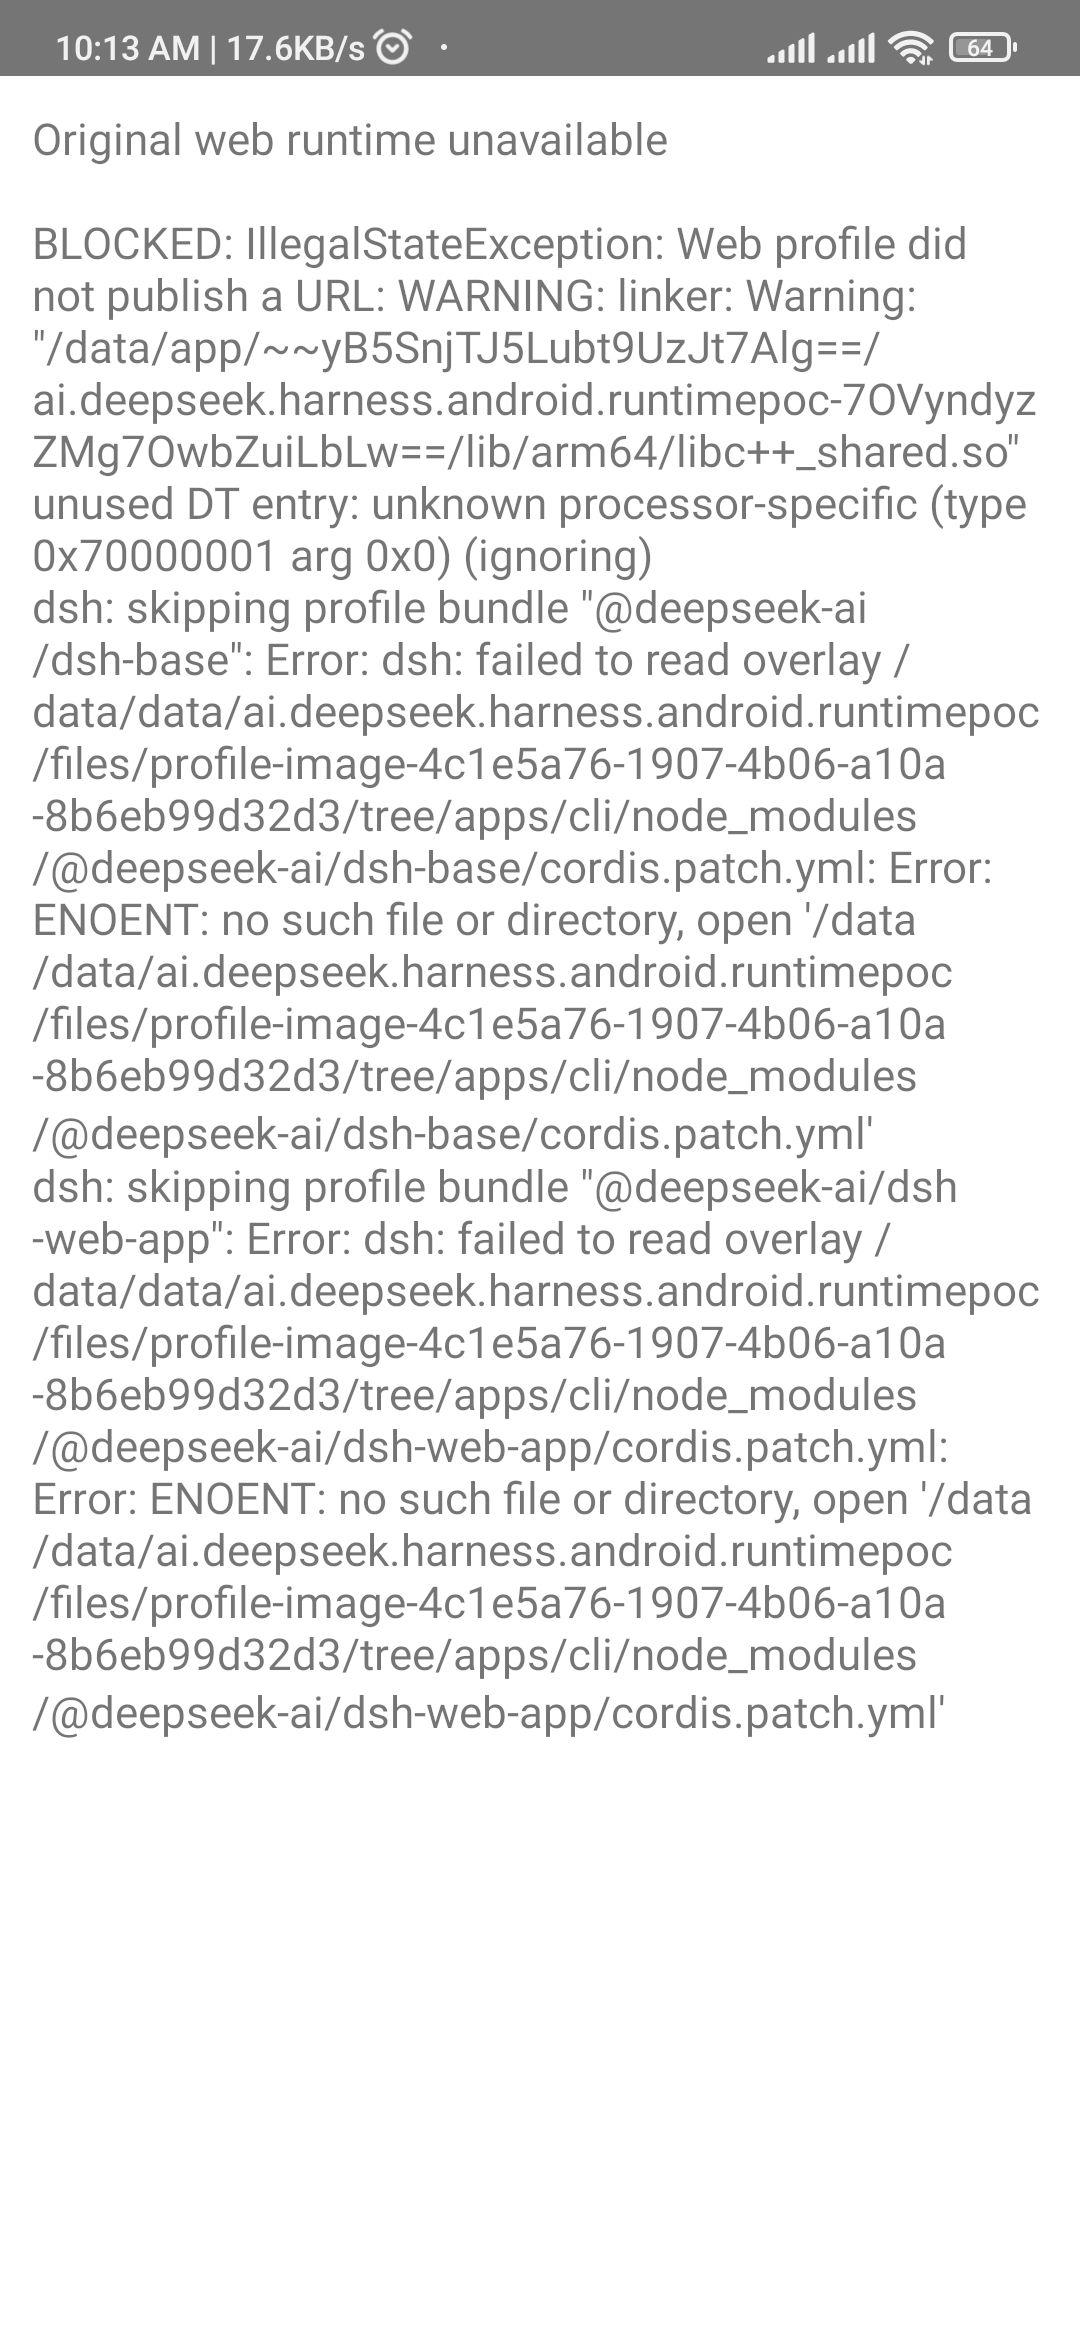 10:13 AM | 17.6KB/s
64
Original web runtime unavailable
BLOCKED: IllegalStateException: Web profile did
not publish a URL: WARNING: linker: Warning:
"/data/app/~~yB5SnjTJ5Lubt9UzJt7Alg==/
ai.deepseek.harness.android.runtimepoc-7OVyndyz
ZMg7OwbZuiLbLw==/lib/arm64/libc++_shared.so"
unused DT entry: unknown processor-specific (type
0x70000001 arg 0x0) (ignoring)
dsh: skipping profile bundle "@deepseek-ai
/dsh-base": Error: dsh: failed to read overlay /
data/data/ai.deepseek.harness.android.runtimepoc
/files/profile-image-4c1e5a76-1907-4b06-a10a
-8b6eb99d32d3/tree/apps/cli/node_modules
/@deepseek-ai/dsh-base/cordis.patch.yml: Error:
ENOENT: no such file or directory, open '/data
/data/ai.deepseek.harness.android.runtimepoc
/files/profile-image-4c1e5a76-1907-4b06-a10a
-8b6eb99d32d3/tree/apps/cli/node_modules
/@deepseek-ai/dsh-base/cordis.patch.yml'
dsh: skipping profile bundle "@deepseek-ai/dsh
-web-app": Error: dsh: failed to read overlay /
data/data/ai.deepseek.harness.android.runtimepoc
/files/profile-image-4c1e5a76-1907-4b06-a10a
-8b6eb99d32d3/tree/apps/cli/node_modules
/@deepseek-ai/dsh-web-app/cordis.patch.yml:
Error: ENOENT: no such file or directory, open '/data
/data/ai.deepseek.harness.android.runtimepoc
/files/profile-image-4c1e5a76-1907-4b06-a10a
-8b6eb99d32d3/tree/apps/cli/node_modules
/@deepseek-ai/dsh-web-app/cordis.patch.yml'